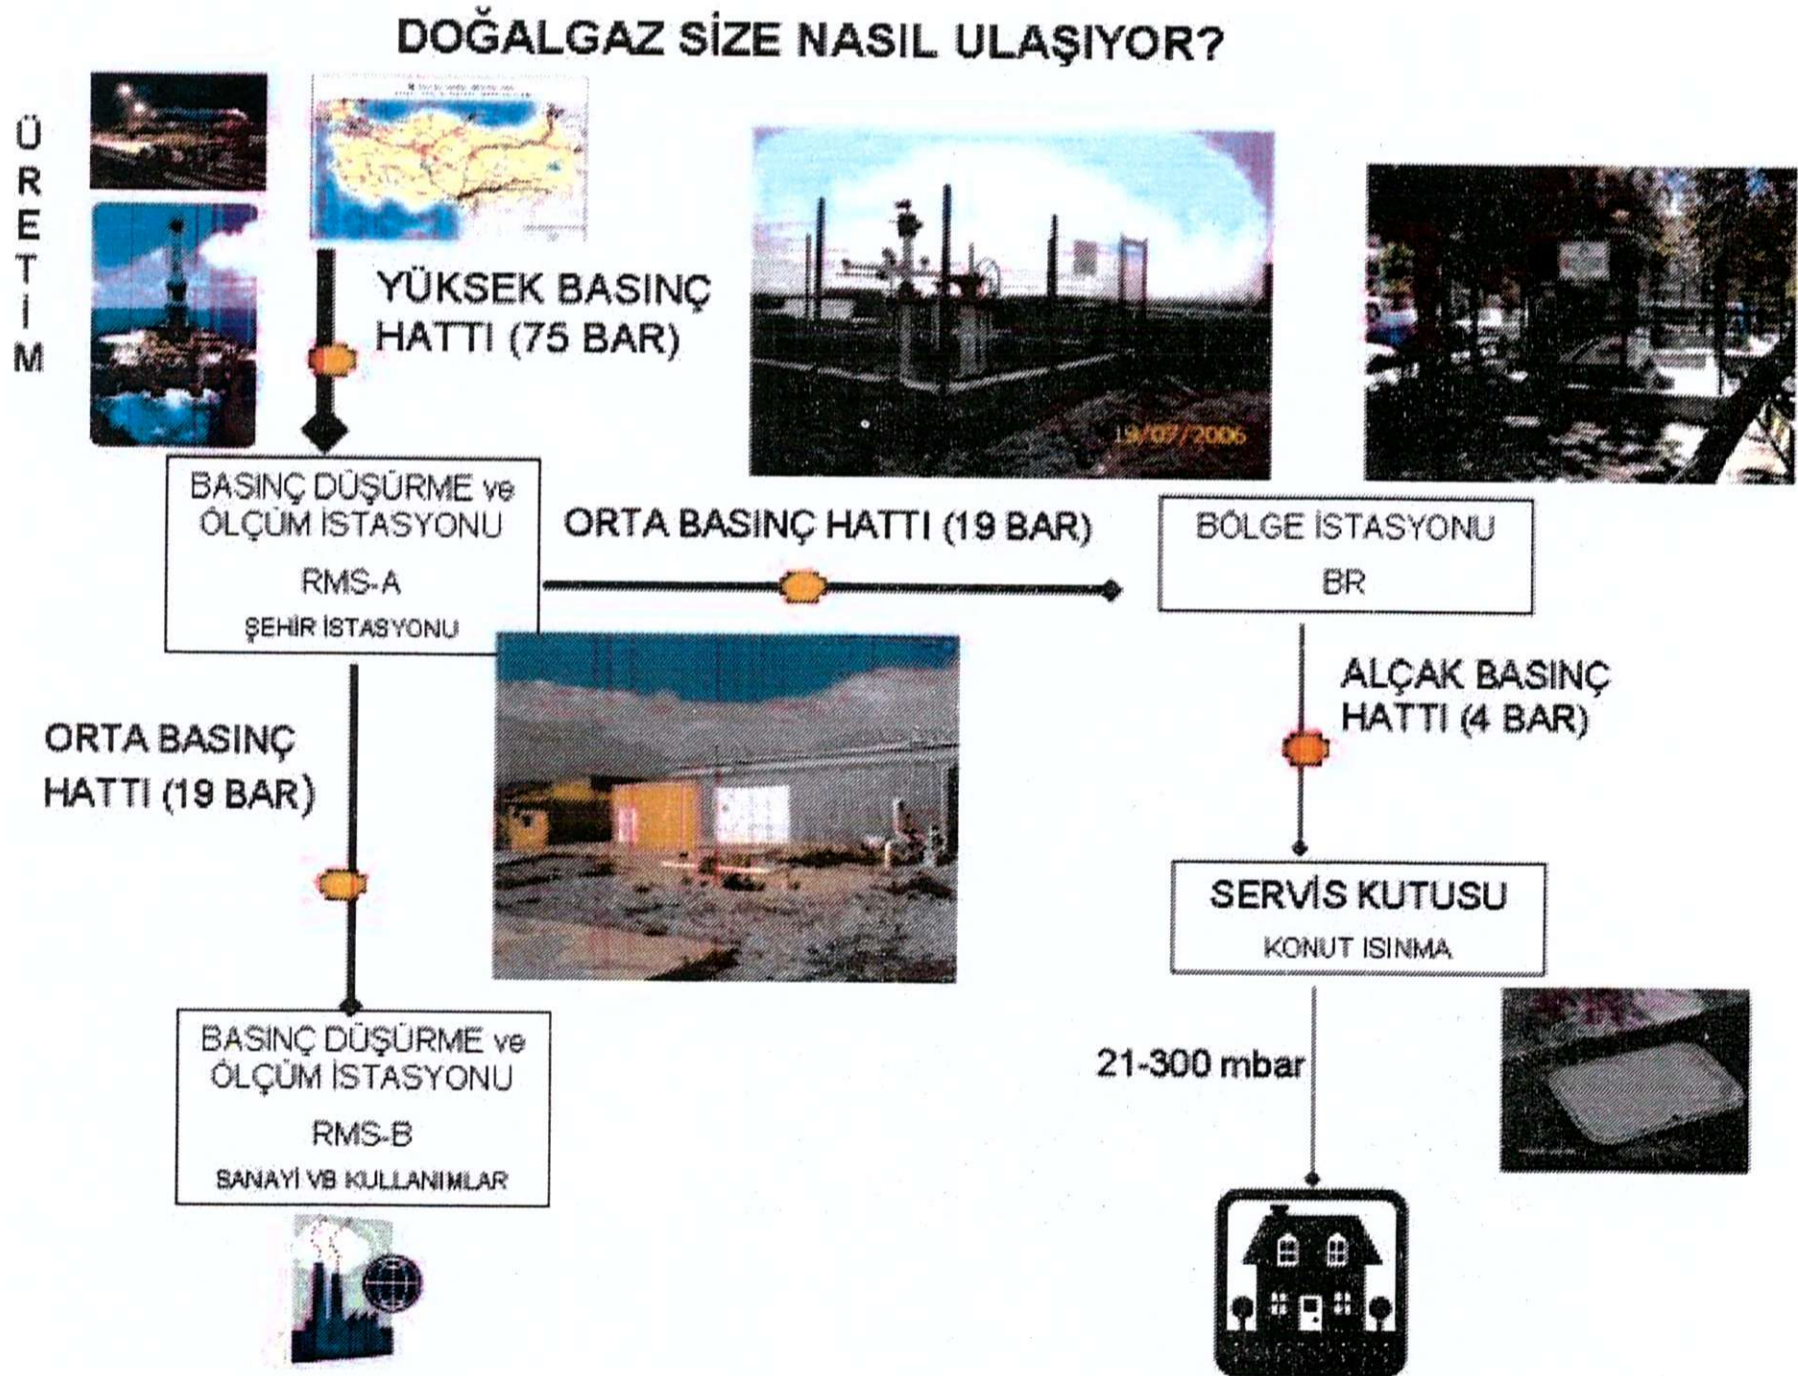 DOĞALGAZ SİZE NASIL ULAŞIYOR?
ÜRETİM
YÜKSEK BASINÇ
HATTI (75 BAR)
19/07/2006
BASINÇ DÜŞÜRME ve
ÖLÇÜM İSTASYONU
RMS-A
ŞEHİR İSTASYONU
ORTA BASINÇ HATTI (19 BAR)
BÖLGE İSTASYONU
BR
ALÇAK BASINÇ
HATTI (4 BAR)
ORTA BASINÇ
HATTI (19 BAR)
SERVİS KUTUSU
KONUT ISINMA
BASINÇ DÜŞÜRME ve
ÖLÇÜM İSTASYONU
RMS-B
SANAYİ VB KULLANIMLAR
21-300 mbar